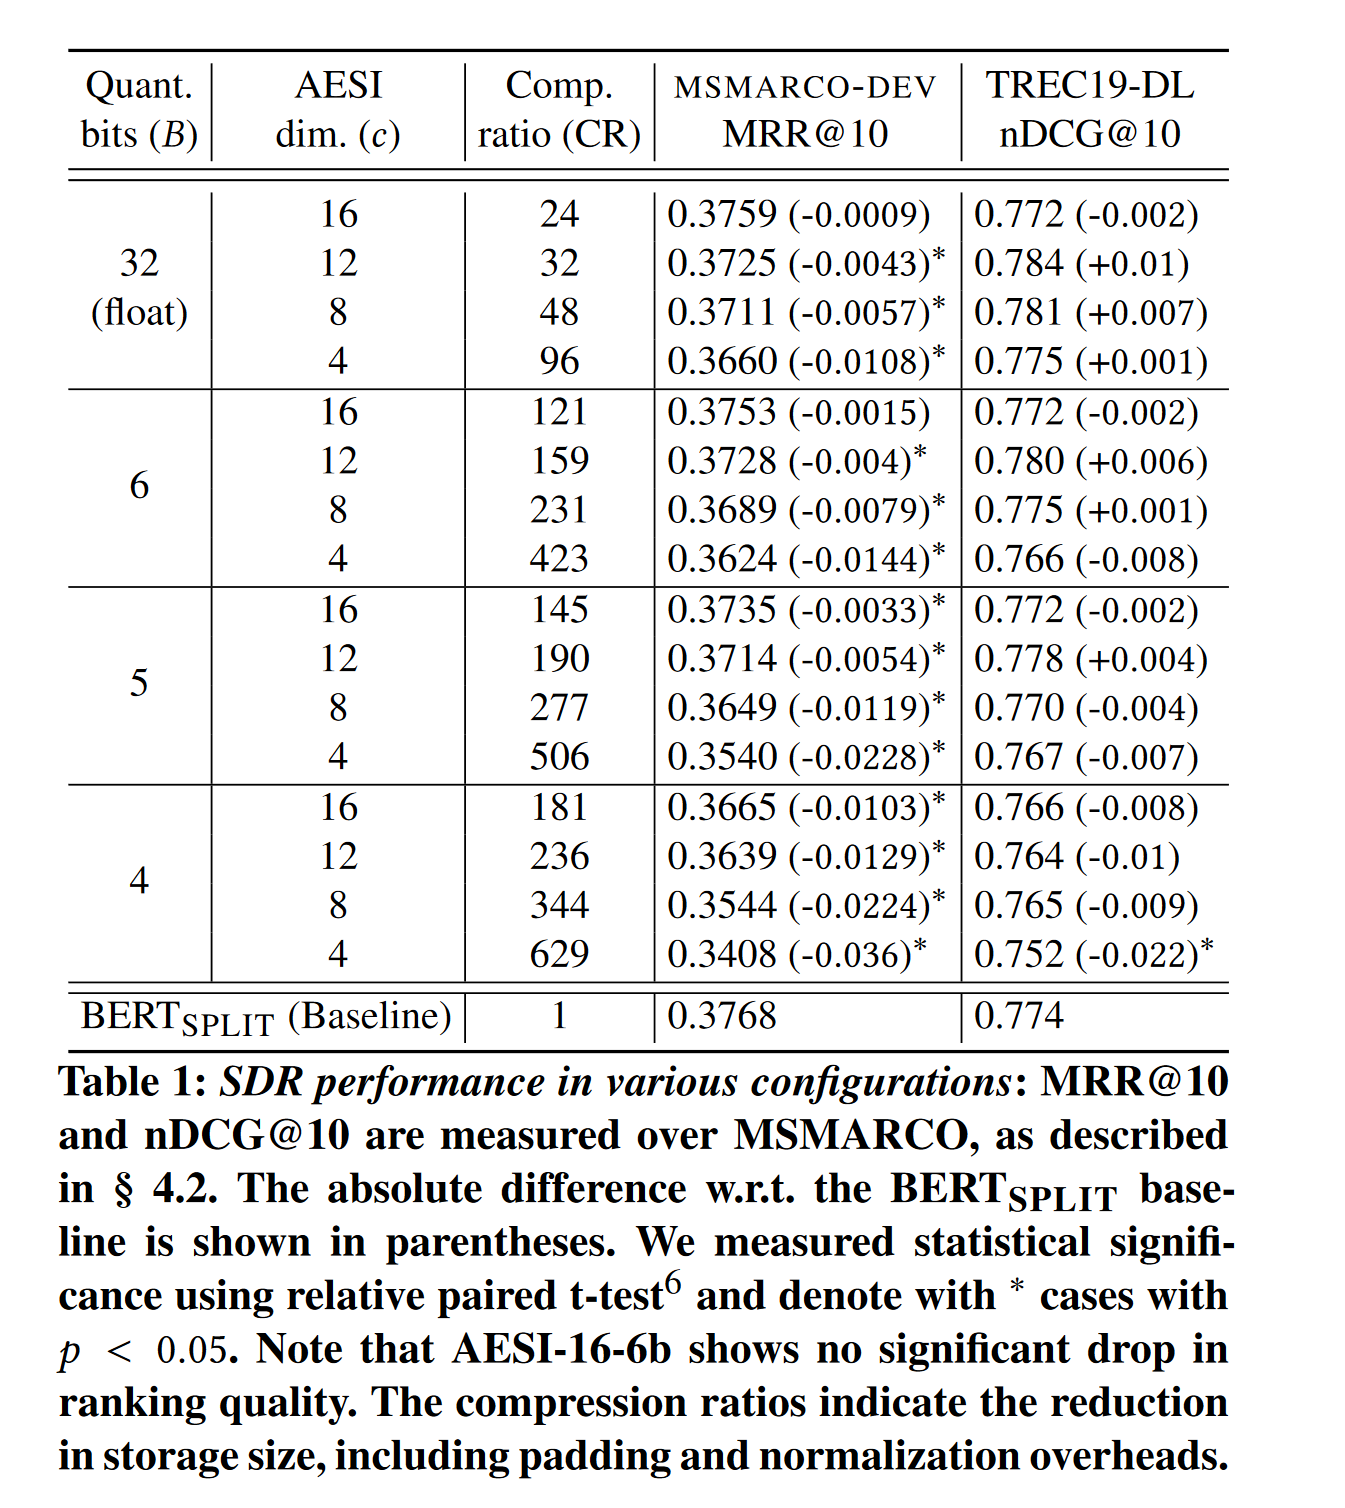 Quant. AESI Comp. MSMARCO-DEV TREC19-DL
bits (B) dim. (c) ratio (CR) MRR@10 nDCG@10
16 24 0.3759 (-0.0009) 0.772 (-0.002)
32 12 32 0.3725 (-0.0043)* 0.784 (+0.01)
(float) 8 48 0.3711 (-0.0057)* 0.781 (+0.007)
4 96 0.3660 (-0.0108)* 0.775 (+0.001)
16 121 0.3753 (-0.0015) 0.772 (-0.002)
12 159 0.3728 (-0.004)* 0.780 (+0.006)
6
8 231 0.3689 (-0.0079)* 0.775 (+0.001)
4 423 0.3624 (-0.0144)* 0.766 (-0.008)
16 145 0.3735 (-0.0033)* 0.772 (-0.002)
12 190 0.3714 (-0.0054)* 0.778 (+0.004)
5
8 277 0.3649 (-0.0119)* 0.770 (-0.004)
4 506 0.3540 (-0.0228)* 0.767 (-0.007)
16 181 0.3665 (-0.0103)* 0.766 (-0.008)
12 236 0.3639 (-0.0129)* 0.764 (-0.01)
4
8 344 0.3544 (-0.0224)* 0.765 (-0.009)
4 629 0.3408 (-0.036)* 0.752 (-0.022)*
BERTSPLIT (Baseline) 1 0.3768 0.774
Table 1: SDR performance in various configurations: MRR@10
and nDCG@10 are measured over MSMARCO, as described
in § 4.2. The absolute difference w.r.t. the BERTSPLIT base-
line is shown in parentheses. We measured statistical signifi-
cance using relative paired t-test6 and denote with * cases with
p < 0.05. Note that AESI-16-6b shows no significant drop in
ranking quality. The compression ratios indicate the reduction
in storage size, including padding and normalization overheads.